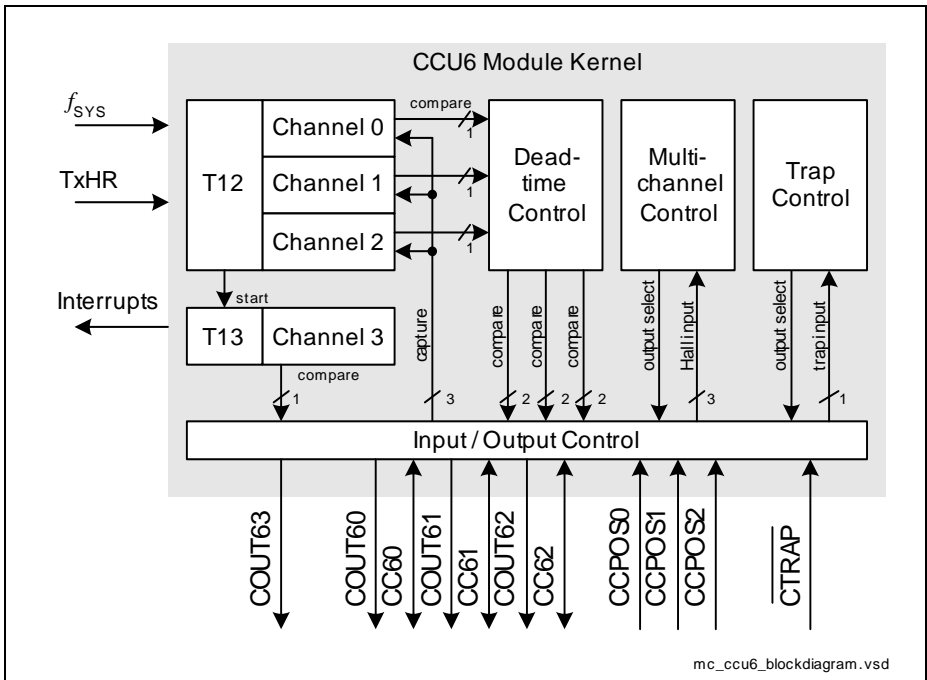 CCU6 Module Kernel
fSYS
TxHR
Interrupts
T12
Channel 0
Channel 1
Channel 2
compare
1
1
1
Dead-
time
Control
Multi-
channel
Control
Trap
Control
start
T13
Channel 3
compare
1
capture
3
compare
2
compare
2
compare
2
output select
Hall input
3
output select
trap input
1
Input / Output Control
COUT63
COUT60
CC60
COUT61
CC61
COUT62
CC62
CCPOS0
CCPOS1
CCPOS2
CTRAP
mc_ccu6_blockdiagram.vsd